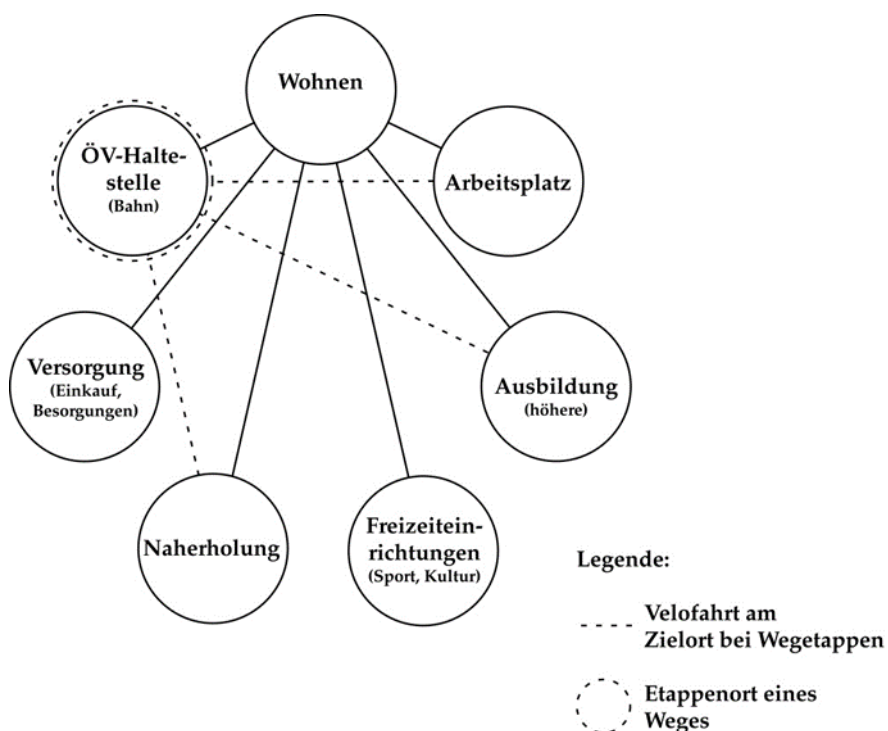 Wohnen
ÖV-Halte-
stelle
(Bahn)
Arbeitsplatz
Versorgung
(Einkauf,
Besorgungen)
Ausbildung
(höhere)
Naherholung
Freizeitein-
richtungen
(Sport, Kultur)
Legende:
Velofahrt am
Zielort bei Wegetappen
Etappenort eines
Weges